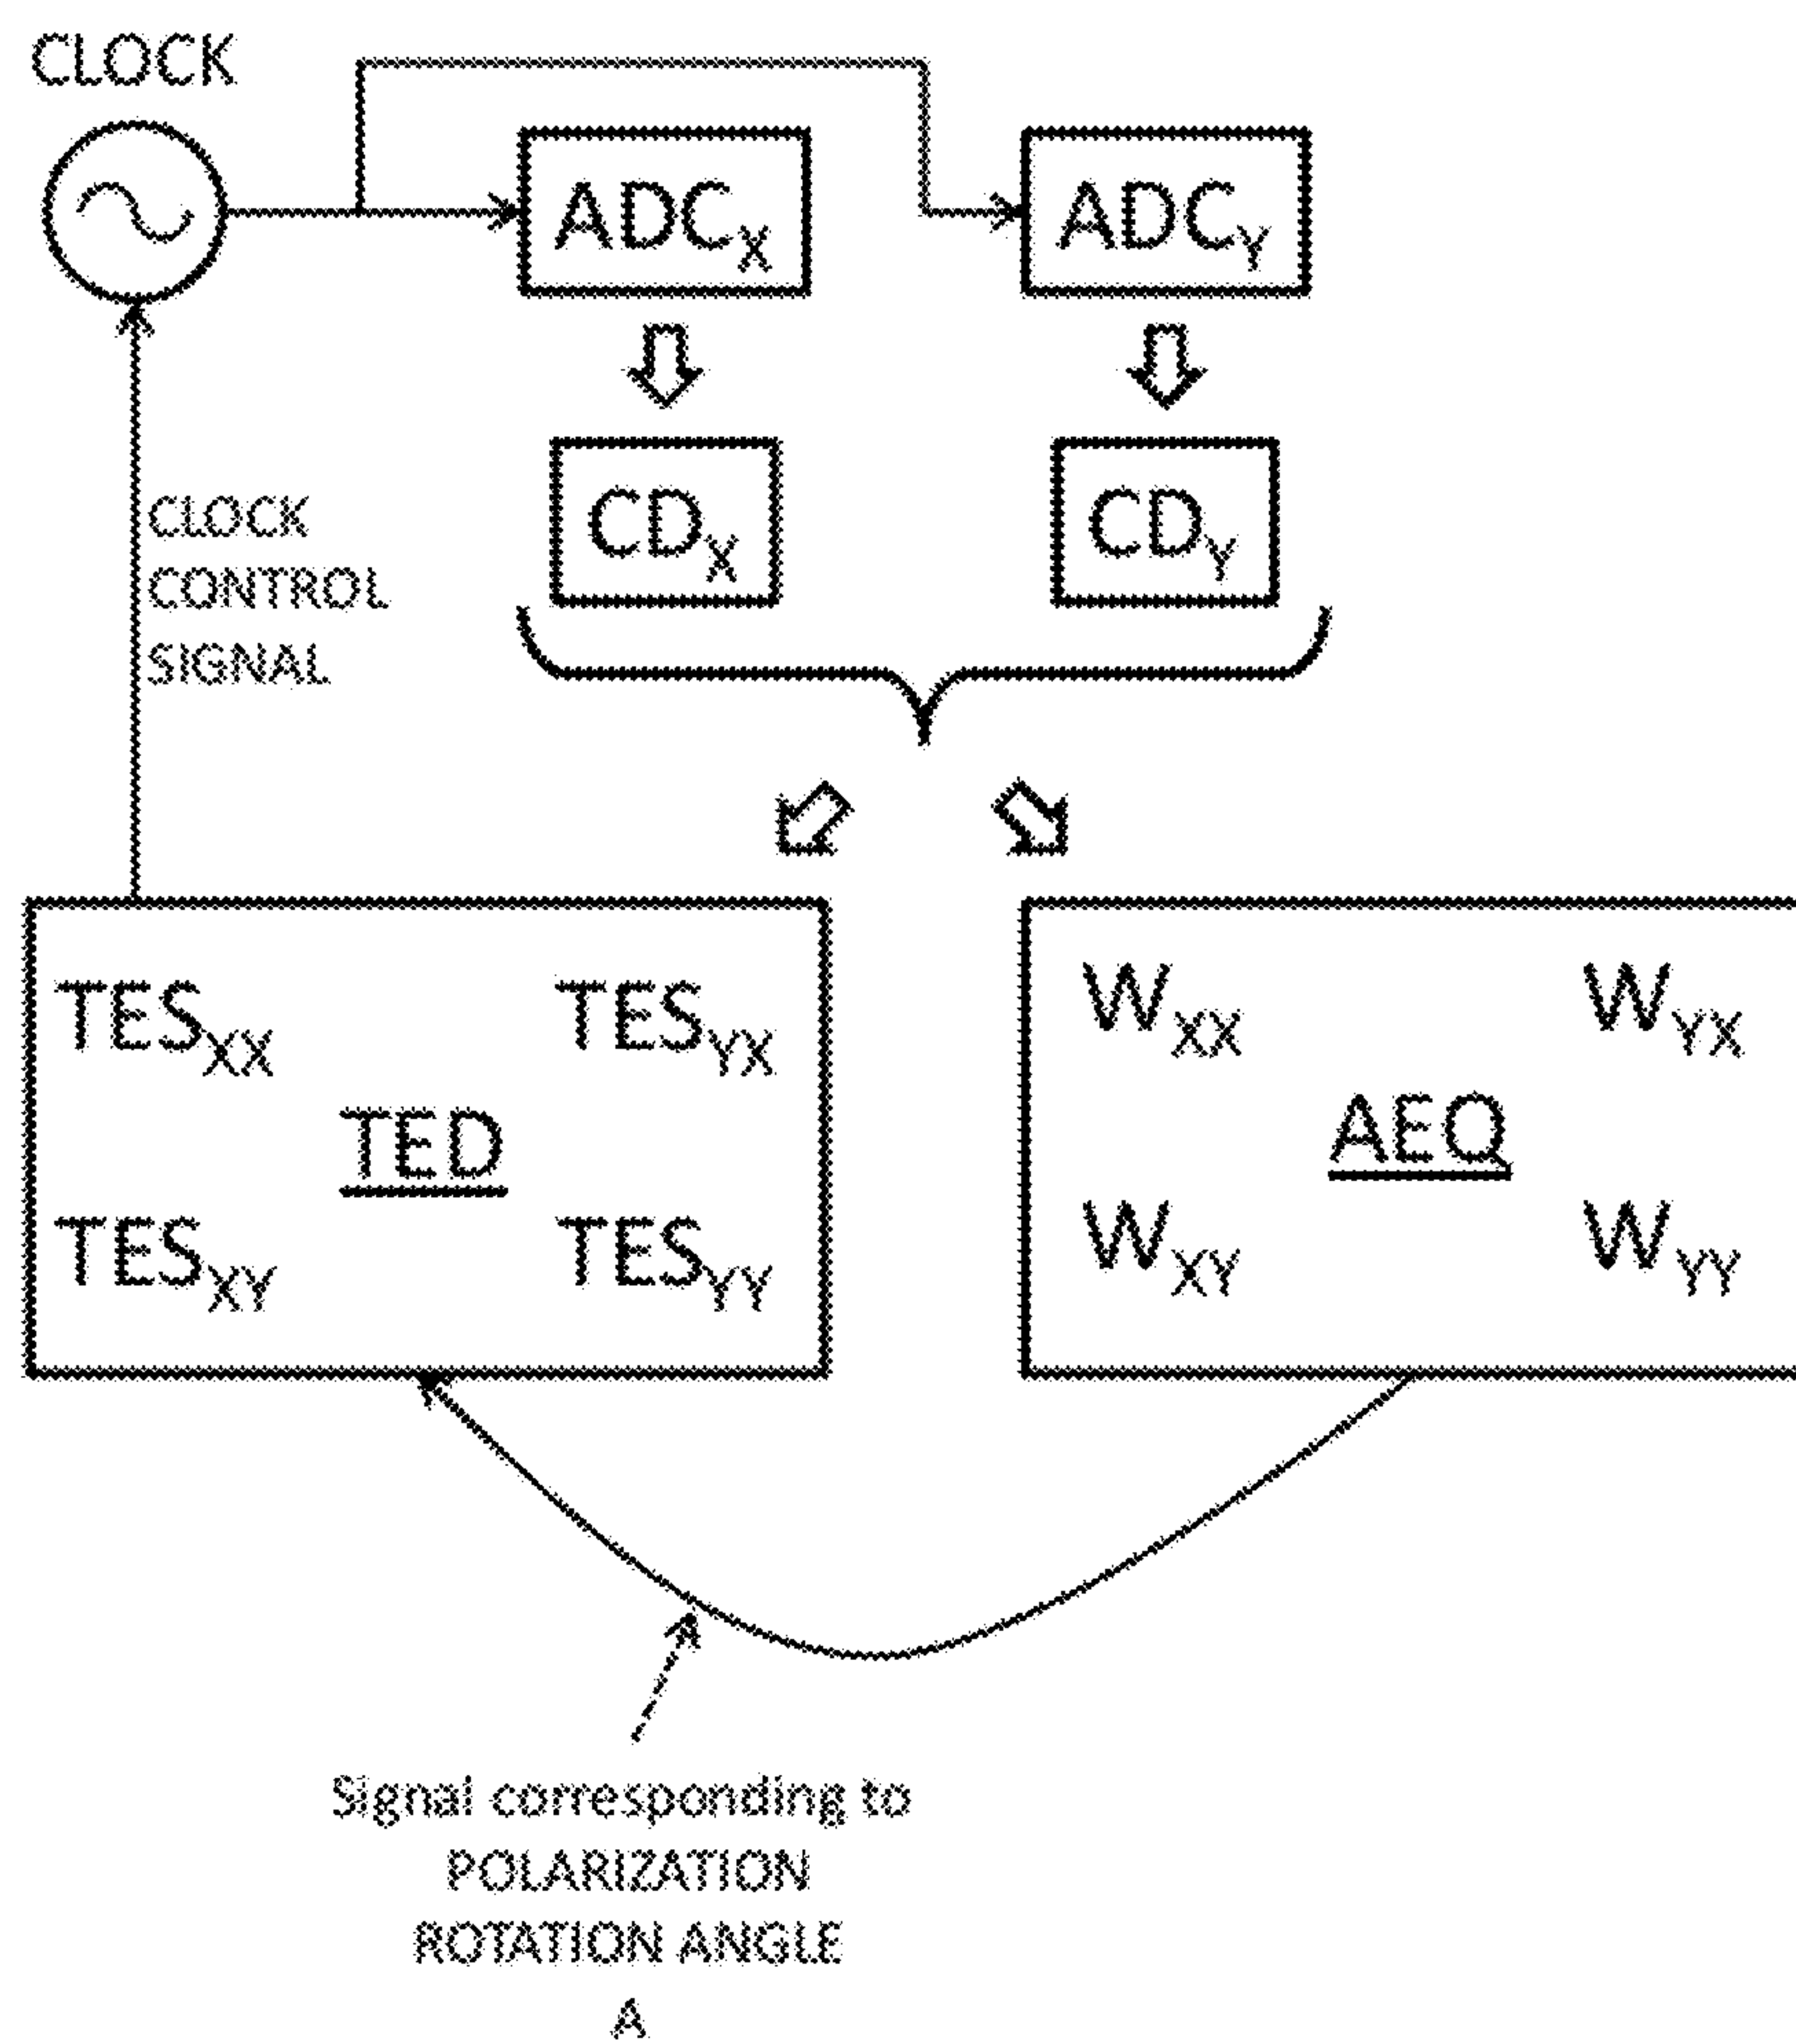 CLOCK
ADCX ADCY
CDX CDY
CLOCK
CONTROL
SIGNAL
TESXX TESYX
TED
TESXY TESYY
WXX WYX
AEQ
WXY WYY
Signal corresponding to
POLARIZATION
ROTATION ANGLE
A